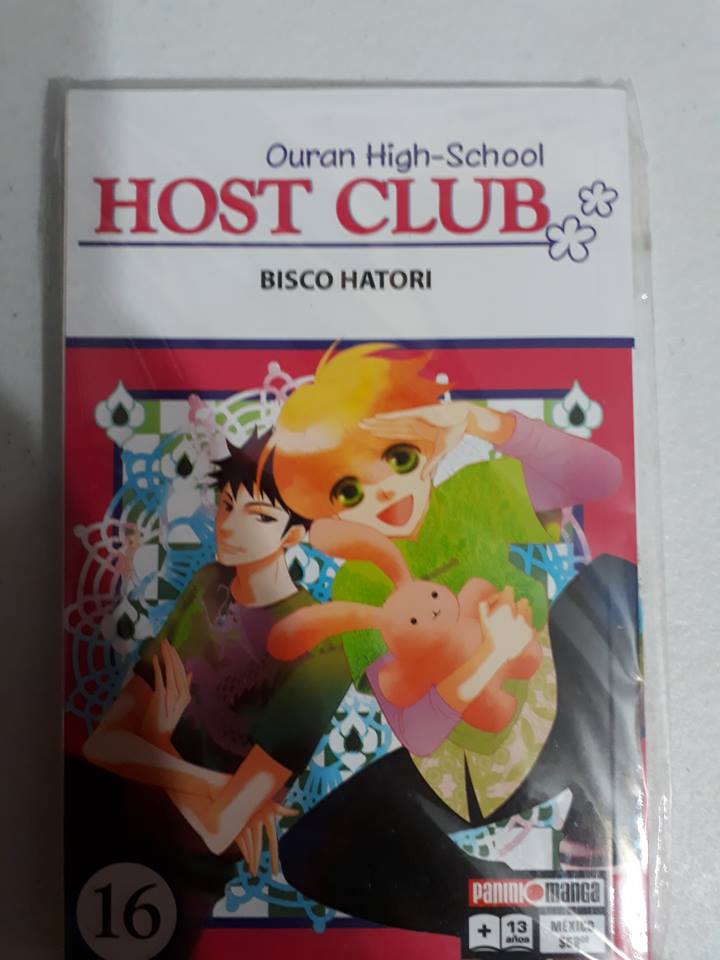 Ouran High-School
HOST CLUB
BISCO HATORI
16
PANINI manga
+ 13 años
MÉXICO